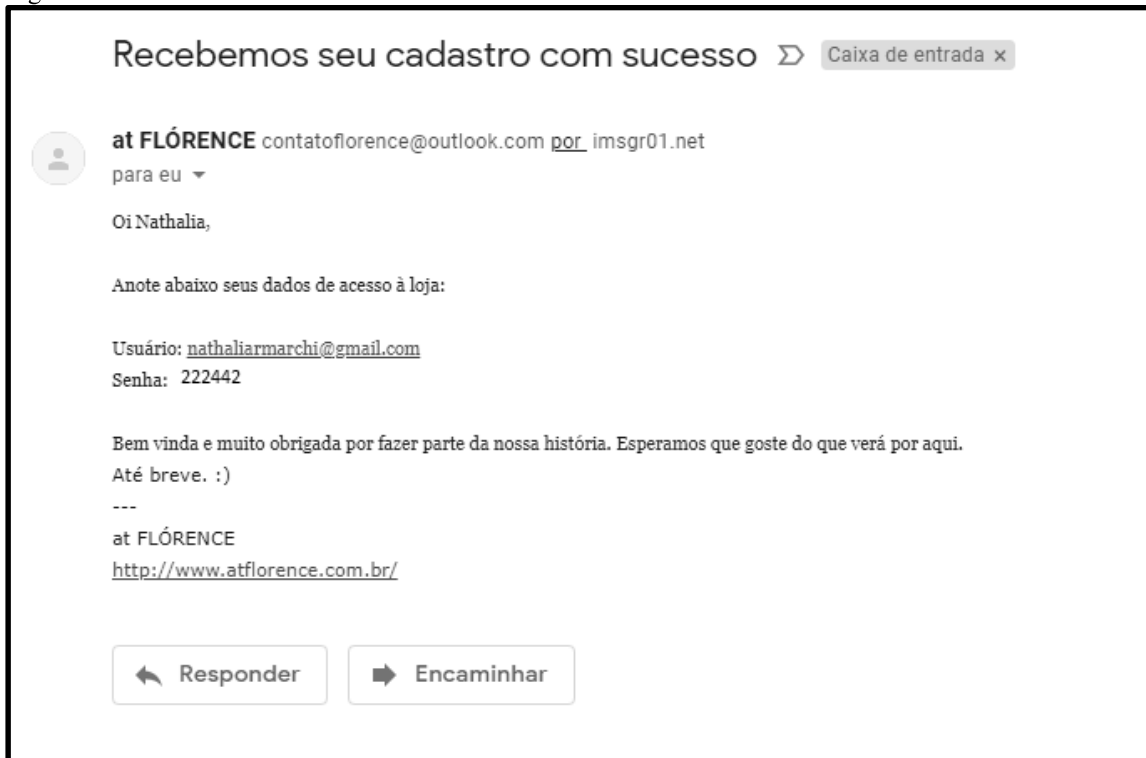 Recebemos seu cadastro com sucesso Caixa de entrada x
at FLÓRENCE contatoflorence@outlook.com por imsgr01.net
para eu
Oi Nathalia,
Anote abaixo seus dados de acesso à loja:
Usuário: nathaliarmarchi@gmail.com
Senha: 222442
Bem vinda e muito obrigada por fazer parte da nossa história. Esperamos que goste do que verá por aqui.
Até breve. :)
---
at FLÓRENCE
http://www.atflorence.com.br/
Responder Encaminhar